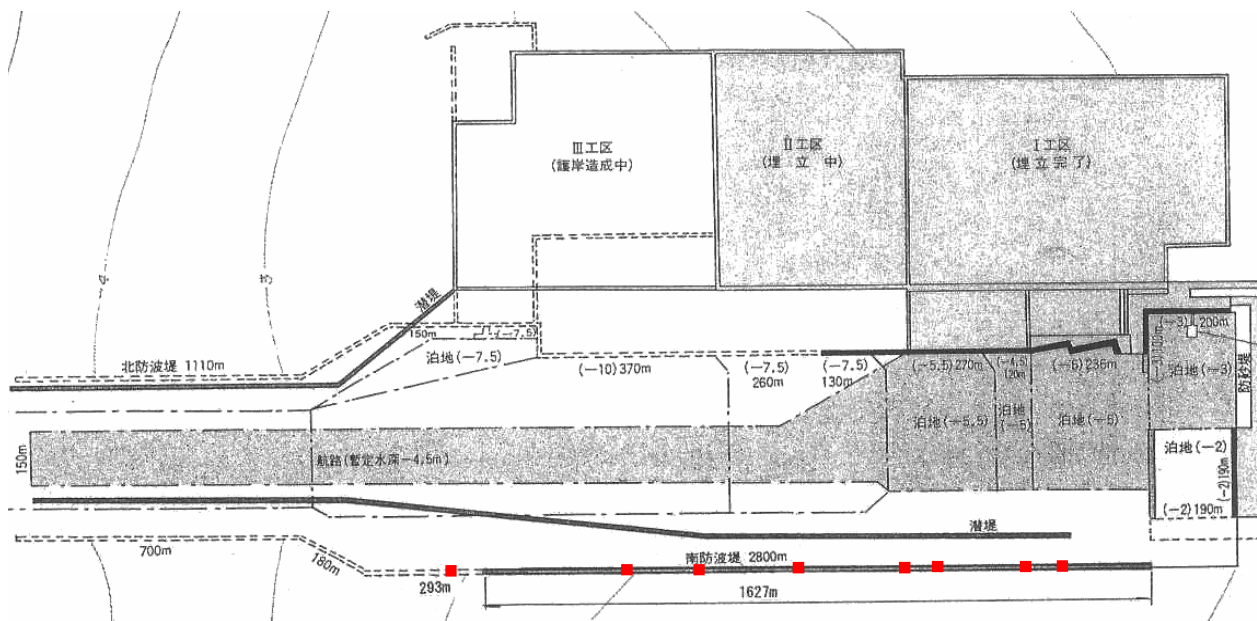 Ⅲ工区
(護岸造成中)
Ⅱ工区
(埋立中)
Ⅰ工区
(埋立完了)
4
3
潜堤
150m
(-7.5)
北防波堤 1110m
泊地(-7.5)
(-10)370m
(-7.5)
260m
(-7.5)
130m
(-5.5)270m
(-4.5)
120m
(-5)236m
(-3)
200m
泊地(-3)
防砂堤
泊地(-5.5)
泊地
(-5)
泊地(-5)
泊地(-2)
(-2)190m
(-2)190m
150m
航路(暫定水深-4.5m)
潜堤
700m
180m
293m
南防波堤 2800m
1627m